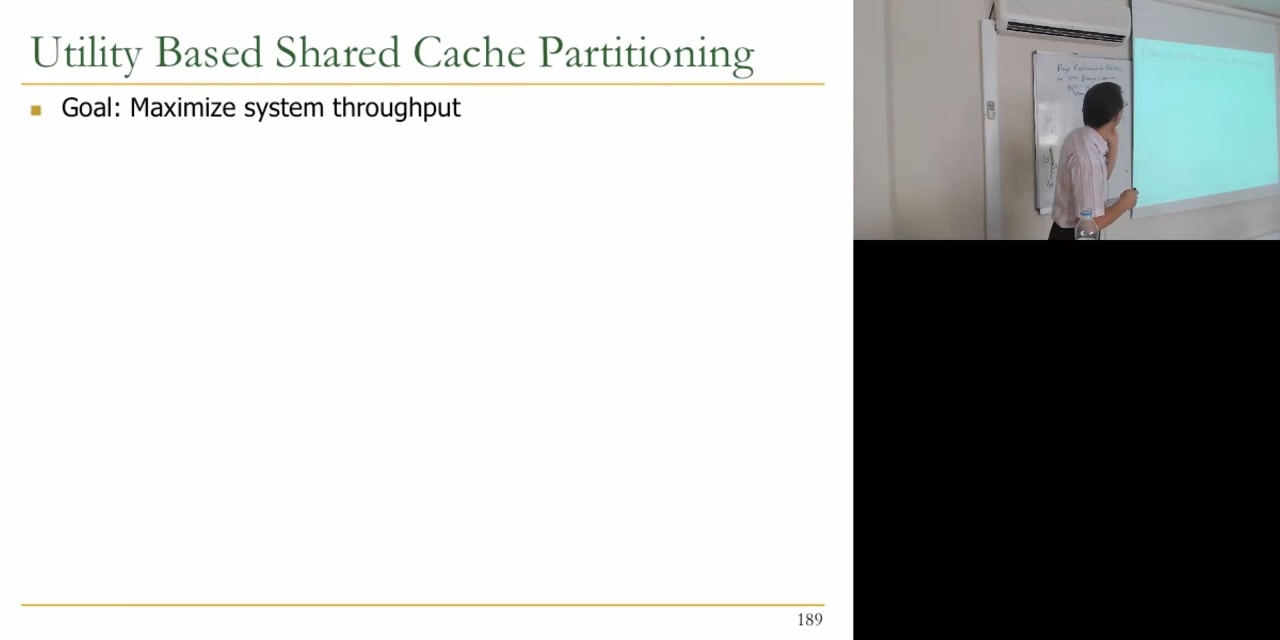 Utility Based Shared Cache Partitioning
Goal: Maximize system throughput
189